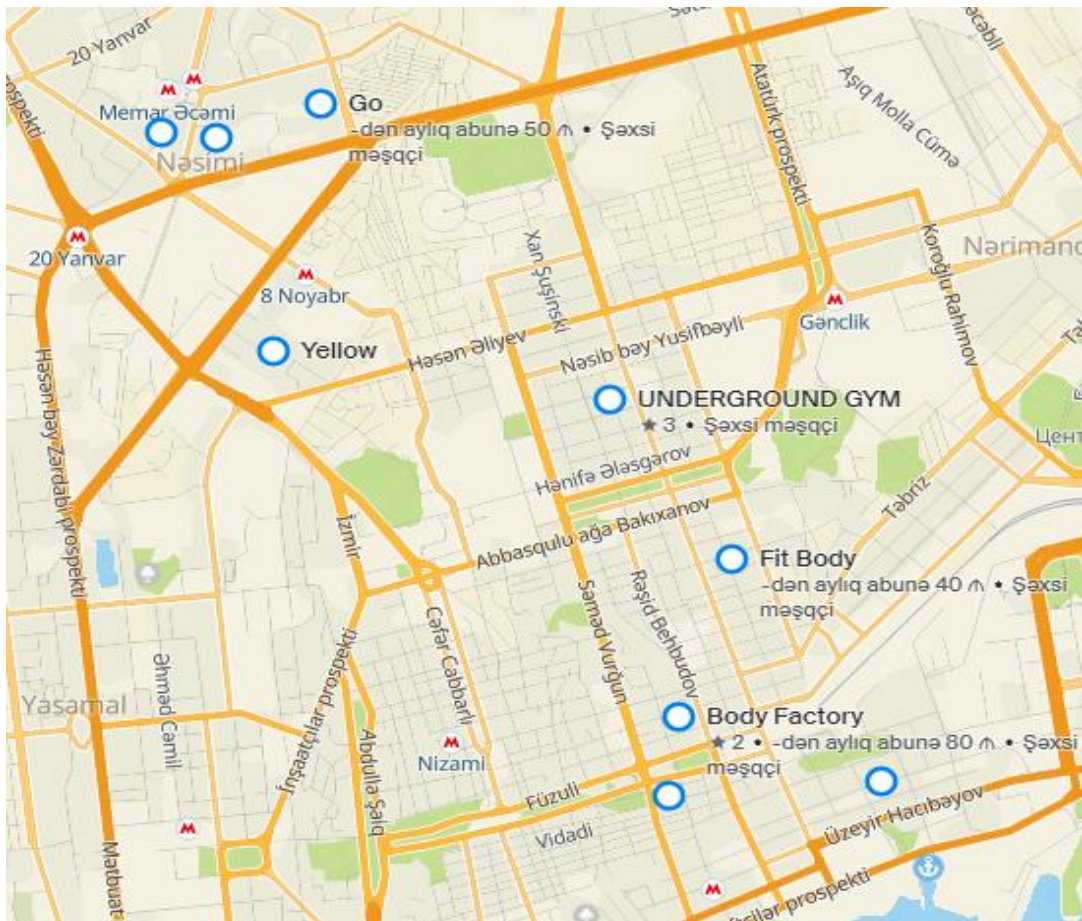 20 Yanvar
Memar Əcəmi
Nəsimi
Go
-dən aylıq abunə 50 ₼ • Şəxsi
məşqçi
Atatürk prospekti
Aşıq Molla Cümə
20 Yanvar
8 Noyabr
Xan Şuşinski
Koroğlu Rəhimov
Gənclik
Yellow
Həsən Əliyev
Nəsib bəy Yusifbəyli
UNDERGROUND GYM
★ 3 • Şəxsi məşqçi
Həsən bəy Zərdabi prospekti
Hənifə Ələsgərov
Təbriz
Abbasqulu ağa Bakıxanov
İzmir
Fit Body
-dən aylıq abunə 40 ₼ • Şəxsi
məşqçi
Səməd Vurğun
Rəşid Behbudov
Cəfər Cabbarlı
Əhməd Cəmil
İnşaatçılar prospekti
Yasamal
Body Factory
★ 2 • -dən aylıq abunə 80 ₼ • Şəxsi
məşqçi
Abdulla Şaiq
Nizami
Füzuli
Vidadi
Üzeyir Hacıbəyov
Mətbuat
prospekti